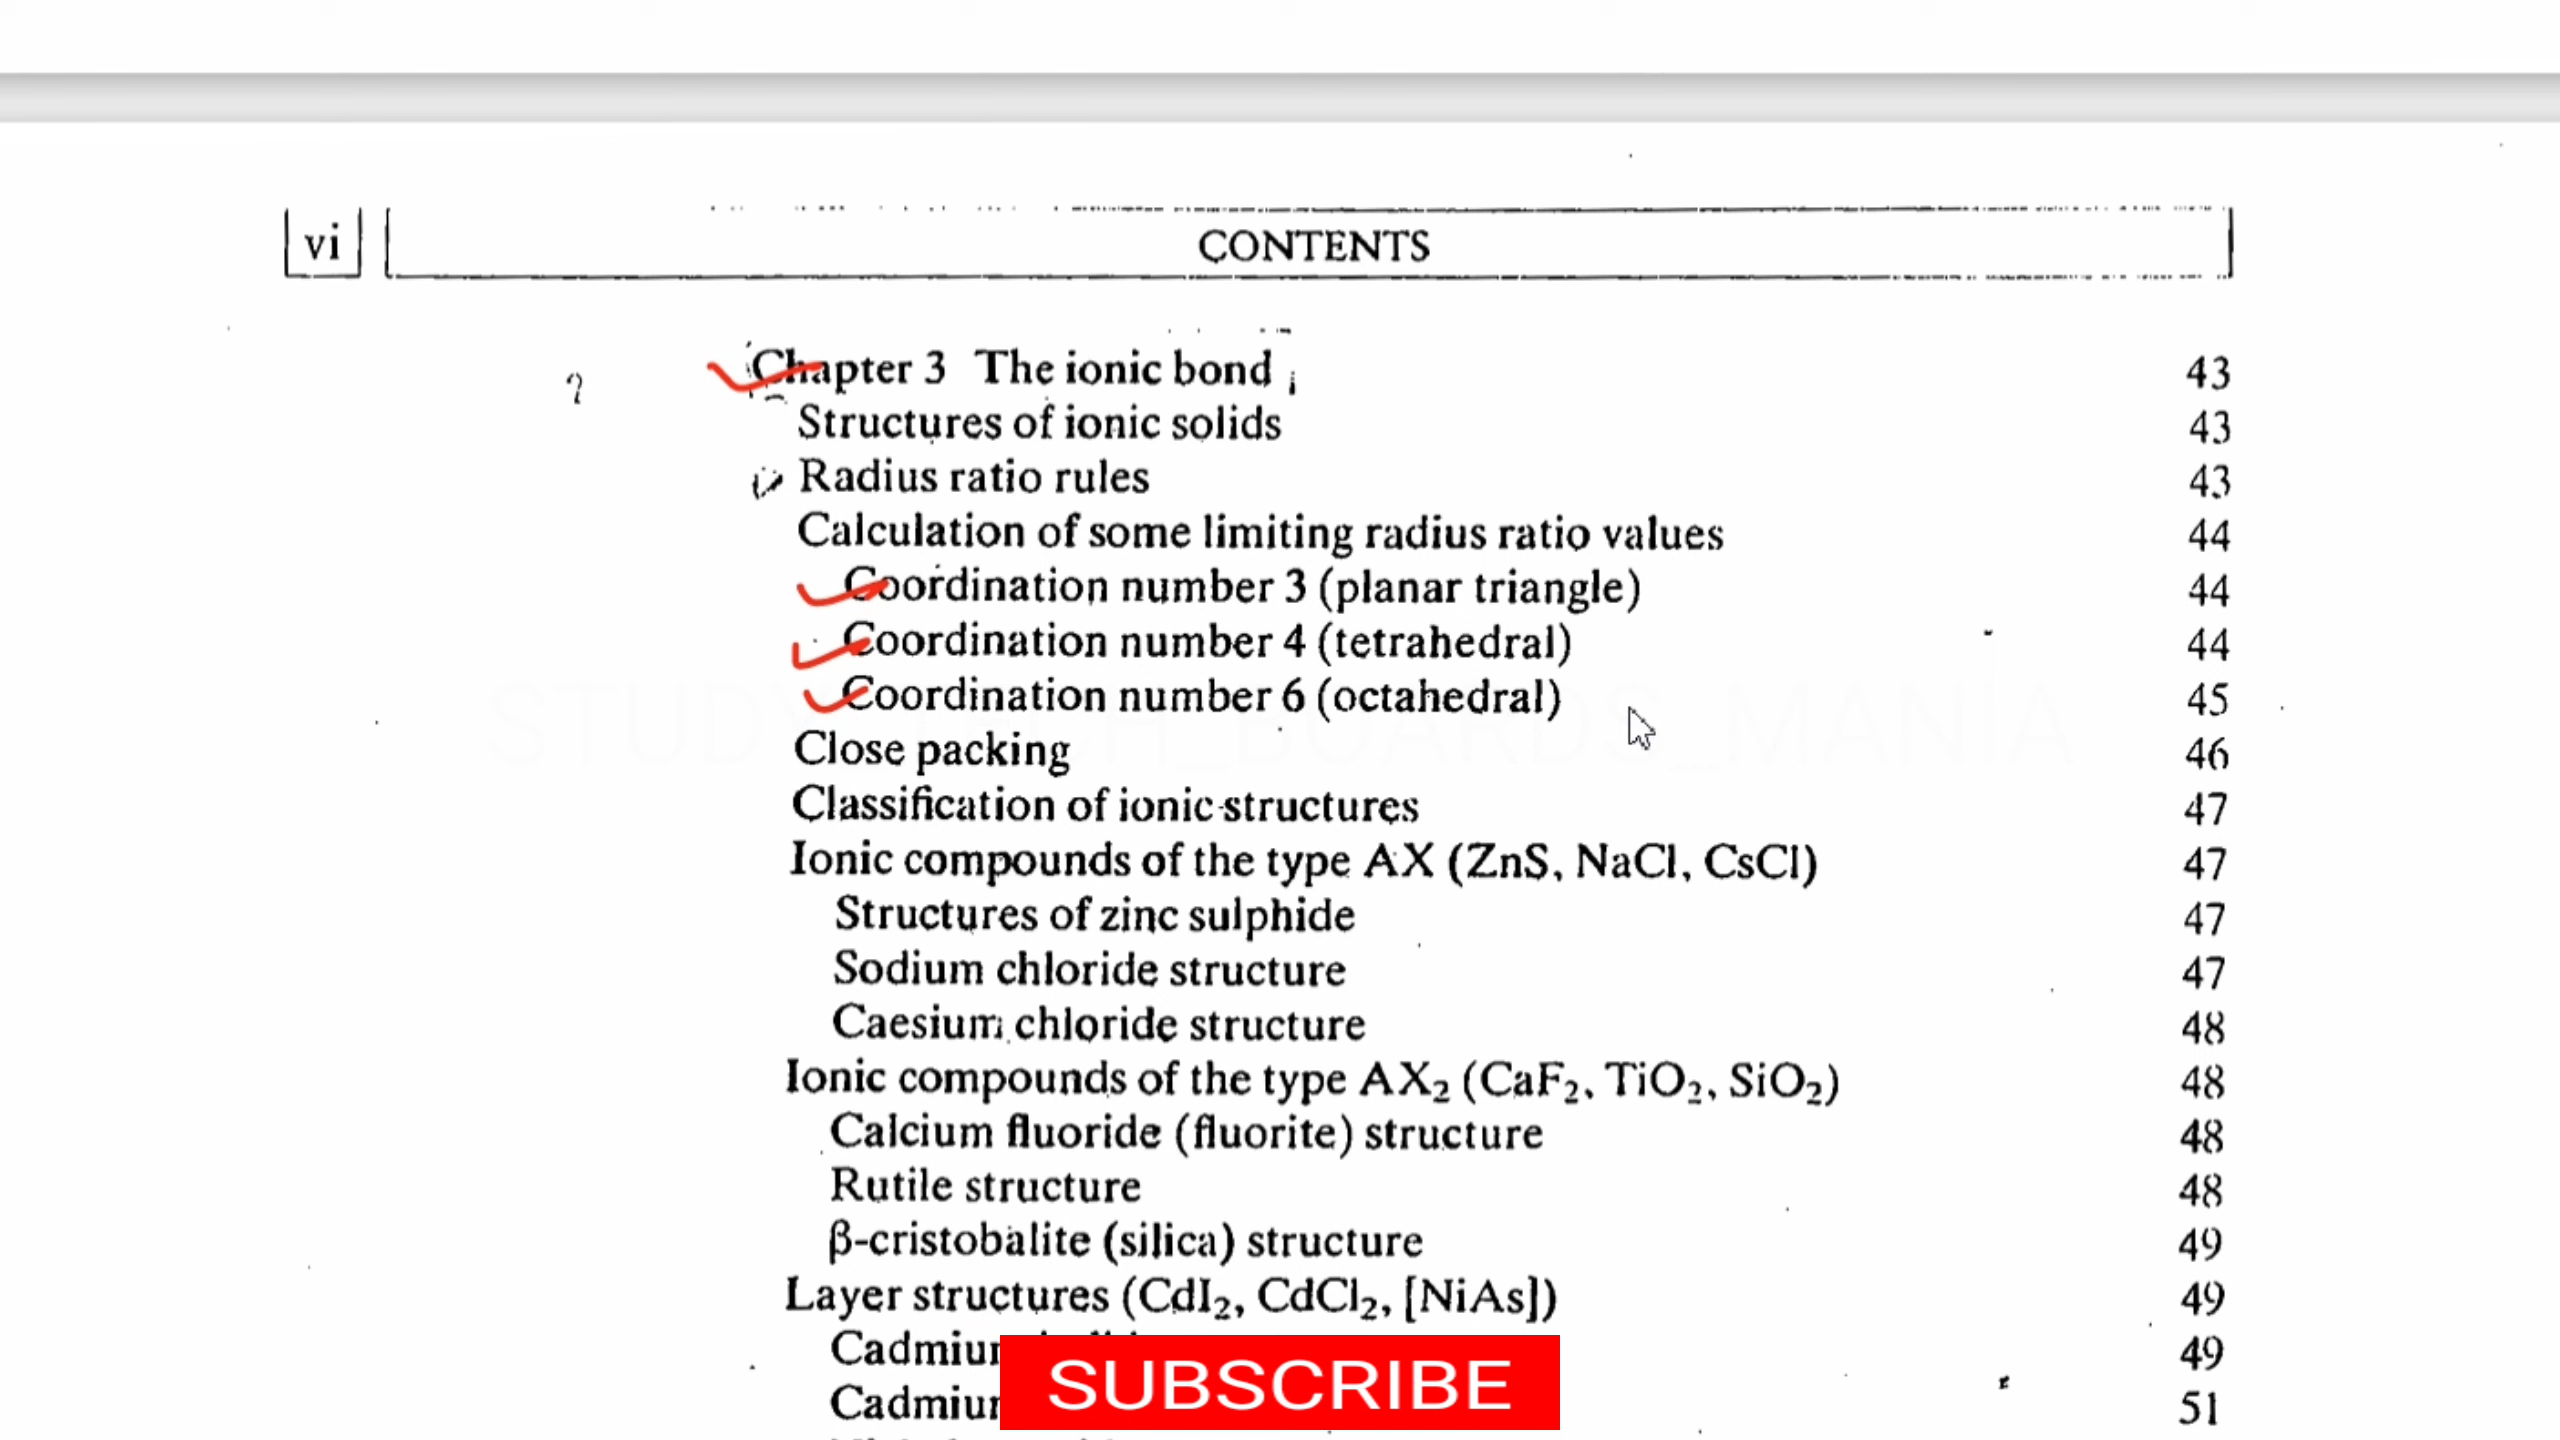 vi
CONTENTS
Chapter 3 The ionic bond 43
Structures of ionic solids 43
Radius ratio rules 43
Calculation of some limiting radius ratio values 44
Coordination number 3 (planar triangle) 44
Coordination number 4 (tetrahedral) 44
Coordination number 6 (octahedral) 45
STUDY_TECH_BOARDS_MANIA
Close packing 46
Classification of ionic structures 47
Ionic compounds of the type AX (ZnS, NaCl, CsCl) 47
Structures of zinc sulphide 47
Sodium chloride structure 47
Caesium chloride structure 48
Ionic compounds of the type AX₂ (CaF₂, TiO₂, SiO₂) 48
Calcium fluoride (fluorite) structure 48
Rutile structure 48
β-cristobalite (silica) structure 49
Layer structures (CdI₂, CdCl₂, [NiAs]) 49
49
51
SUBSCRIBE